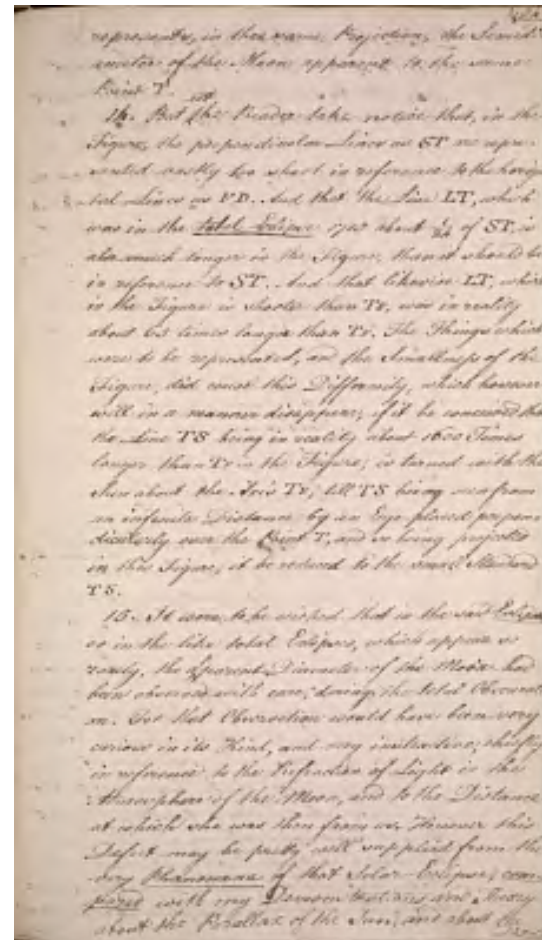 represents, in the same Projection, the Semidi-
ameter of the Moon apparent to the same
Point T.
14. But let the Reader take notice that, in the
Figure, the perpendicular Lines as ST are repre-
sented vastly too short in reference to the horizon-
tal Lines as VD. And that the Line LT, which
was in the total Eclipse about of ST. is
also much longer in the Figure, than it should be
in reference to ST. And that likewise LT, which
in the Figure is shorter than Tr, was in reality
about 63 times longer than Tr. The Things which
were to be represented, and the Smallness of the
Figure, did cause this Difformity, which however
will in a manner disappear, if it be conceived that
the Line TS being in reality about 1600 Times
longer than Tr in the Figure, is turned with the
Sun about the Axis Tr, till TS being seen from
an infinite Distance by an Eye placed perpen-
dicularly over the Point T, and so being projected
in this Figure, it be reduced to the small
TS.
15. It were to be wished that in the said Eclipse
or in the like total Eclipses, which appear so
rarely, the apparent Diameter of the Moon had
been observed with care, during the total Obscurati-
on. For that Observation would have been very
curious in its Kind, and very instructive, chiefly
in reference to the Refraction of Light in the
Atmosphere of the Moon, and to the Distance
at which she was then from us. However this
Defect may be pretty well supplied from the
very Phænomena of that Solar Eclipse, com-
pared with my Demonstrations and Theory
about the Parallax of the Sun, and about the